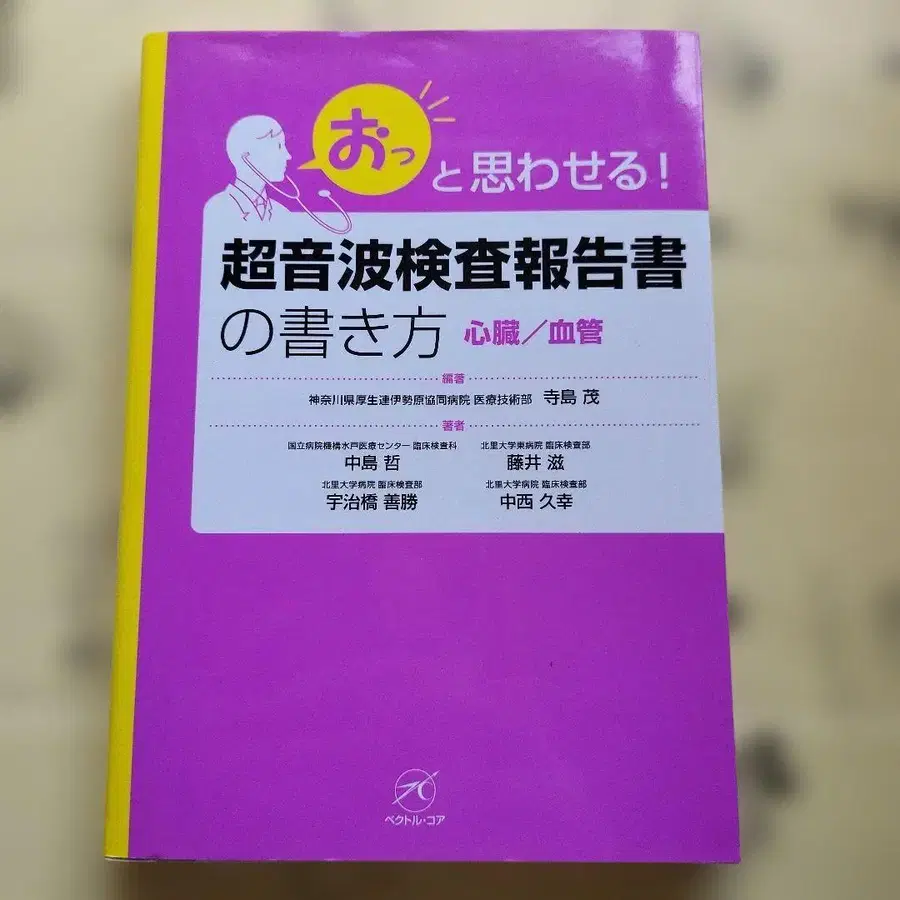 おっと思わせる!
超音波検査報告書
の書き方 心臓/血管
編著
神奈川県厚生連伊勢原協同病院 医療技術部 寺島 茂
著者
国立病院機構水戸医療センター 臨床検査科 北里大学東病院 臨床検査部
中島 哲 藤井 滋
北里大学病院 臨床検査部 北里大学病院 臨床検査部
宇治橋 善勝 中西 久幸
ベクトル・コア